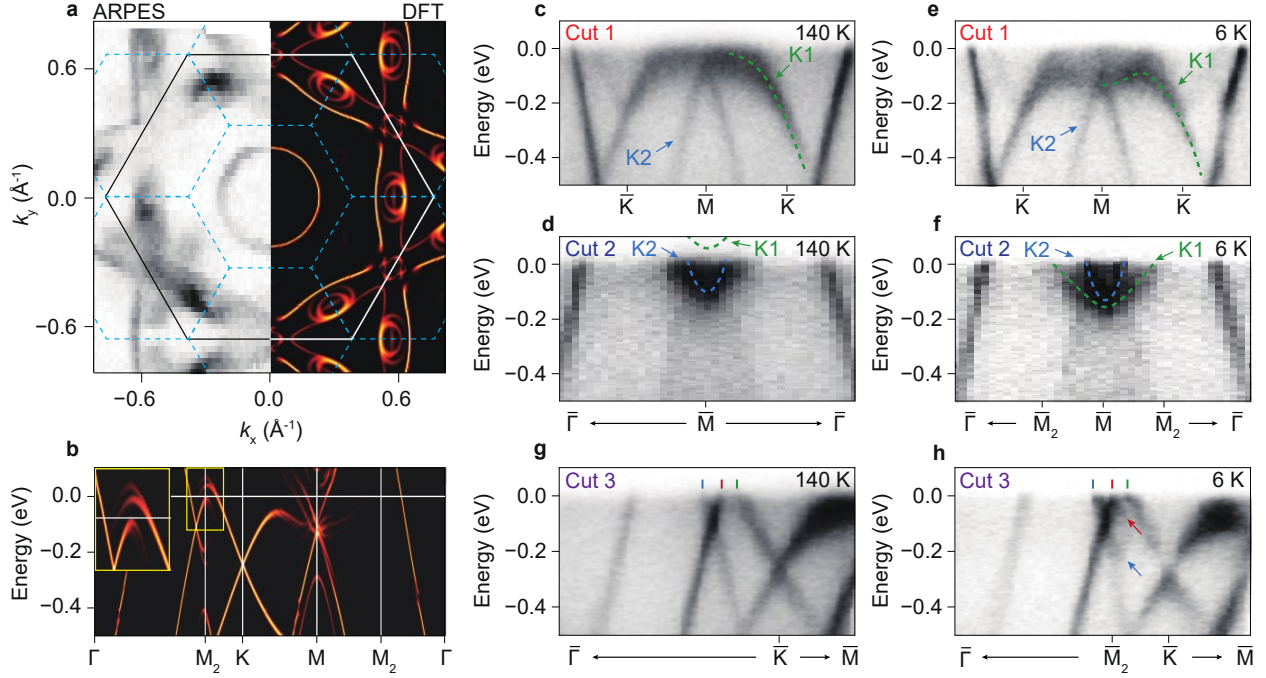 a ARPES DFT
0.6
0.0
−0.6
k_y (Å⁻¹)
−0.6 0.0 0.6
k_x (Å⁻¹)
b
0.0
−0.2
−0.4
Energy (eV)
Γ M₂ K M M₂ Γ
c
Cut 1 140 K
0.0
−0.2
−0.4
Energy (eV)
K1
K2
K̅ M̅ K̅
d
Cut 2 K2 K1 140 K
0.0
−0.2
−0.4
Energy (eV)
Γ̅ M̅ Γ̅
e
Cut 1 6 K
0.0
−0.2
−0.4
Energy (eV)
K1
K2
K̅ M̅ K̅
f
Cut 2 6 K
K2 K1
0.0
−0.2
−0.4
Energy (eV)
Γ̅ M̅₂ M̅ M̅₂ Γ̅
g
Cut 3 140 K
0.0
−0.2
−0.4
Energy (eV)
Γ̅ K̅ M̅
h
Cut 3 6 K
0.0
−0.2
−0.4
Energy (eV)
Γ̅ M̅₂ K̅ M̅